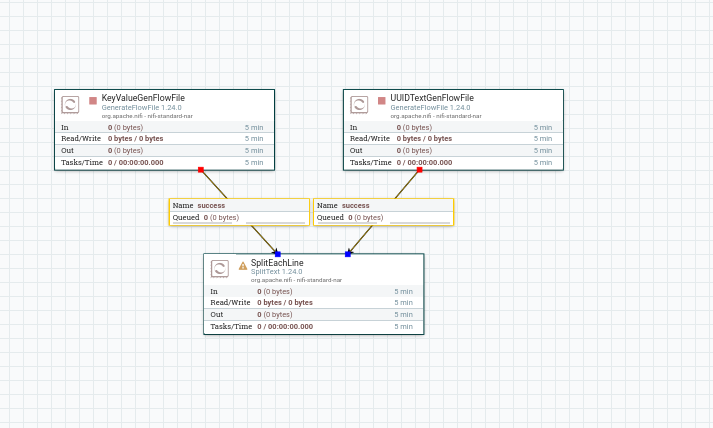 KeyValueGenFlowFile
GenerateFlowFile 1.24.0
org.apache.nifi - nifi-standard-nar
In 0 (0 bytes) 5 min
Read/Write 0 bytes / 0 bytes 5 min
Out 0 (0 bytes) 5 min
Tasks/Time 0 / 00:00:00.000 5 min
UUIDTextGenFlowFile
GenerateFlowFile 1.24.0
org.apache.nifi - nifi-standard-nar
In 0 (0 bytes) 5 min
Read/Write 0 bytes / 0 bytes 5 min
Out 0 (0 bytes) 5 min
Tasks/Time 0 / 00:00:00.000 5 min
Name success
Queued 0 (0 bytes)
Name success
Queued 0 (0 bytes)
SplitEachLine
SplitText 1.24.0
org.apache.nifi - nifi-standard-nar
In 0 (0 bytes) 5 min
Read/Write 0 bytes / 0 bytes 5 min
Out 0 (0 bytes) 5 min
Tasks/Time 0 / 00:00:00.000 5 min